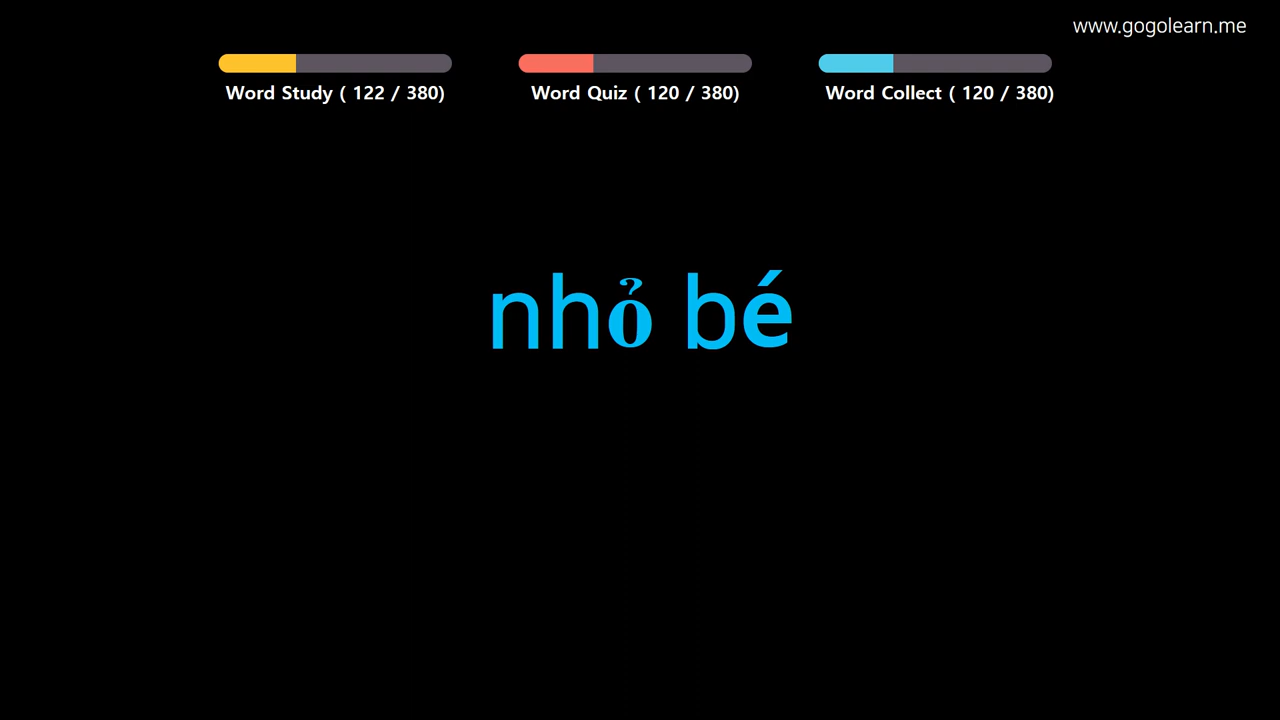 www.gogolearn.me
Word Study ( 122 / 380)
Word Quiz ( 120 / 380)
Word Collect ( 120 / 380)
nhỏ bé